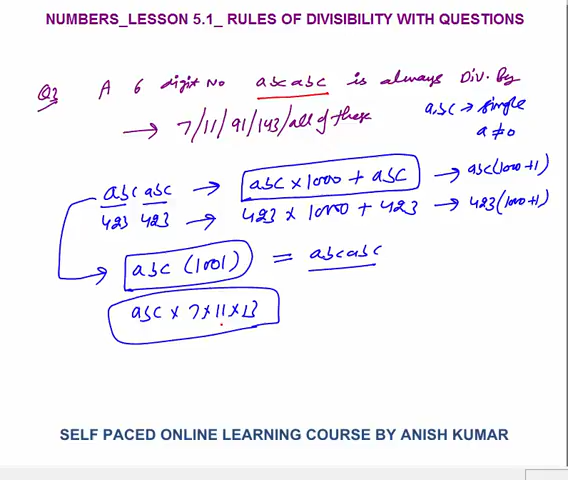 NUMBERS_LESSON 5.1_ RULES OF DIVISIBILITY WITH QUESTIONS
Q3 A 6 digit No abcabc is always Div. by
→ 7/11/91/143/all of these
a,b,c → single
a ≠ 0
abc abc → abc × 1000 + abc → abc(1000+1)
423 423 → 423 × 1000 + 423 → 423(1000+1)
→ abc (1001) = abcabc
abc × 7 × 11 × 13
SELF PACED ONLINE LEARNING COURSE BY ANISH KUMAR